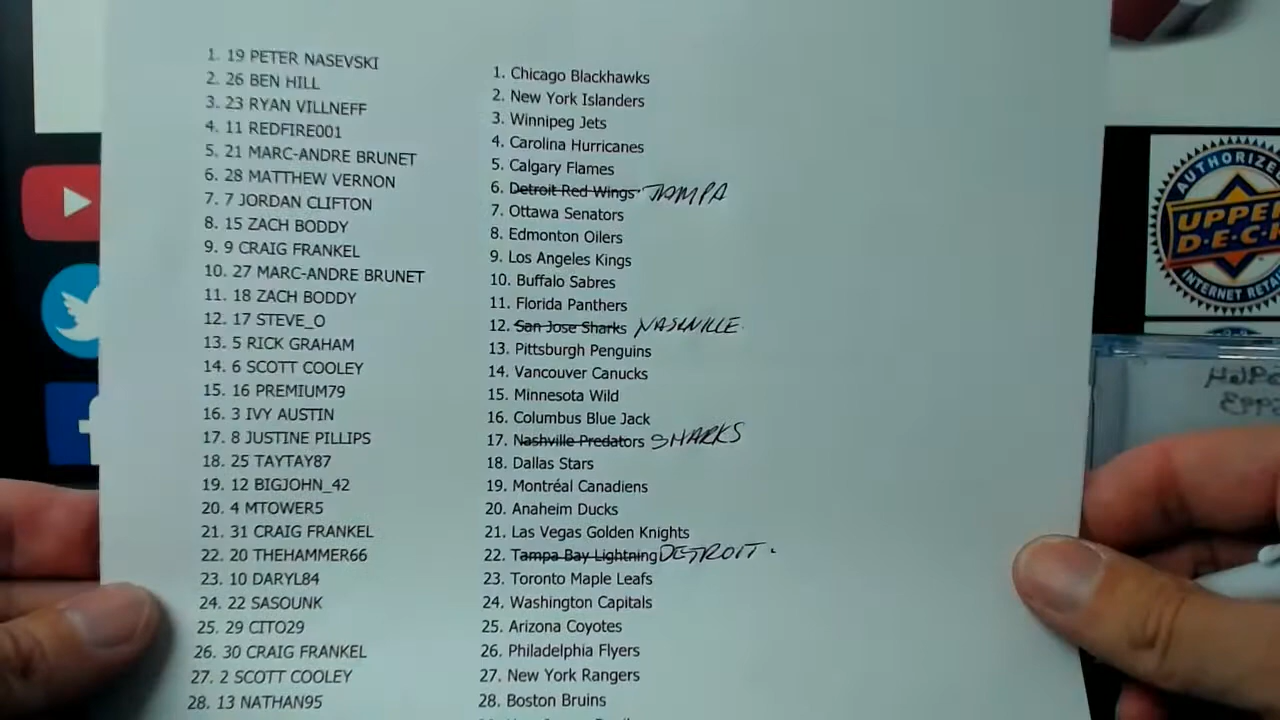 1. 19 PETER NASEVSKI
2. 26 BEN HILL
3. 23 RYAN VILLNEFF
4. 11 REDFIRE001
5. 21 MARC-ANDRE BRUNET
6. 28 MATTHEW VERNON
7. 7 JORDAN CLIFTON
8. 15 ZACH BODDY
9. 9 CRAIG FRANKEL
10. 27 MARC-ANDRE BRUNET
11. 18 ZACH BODDY
12. 17 STEVE_O
13. 5 RICK GRAHAM
14. 6 SCOTT COOLEY
15. 16 PREMIUM79
16. 3 IVY AUSTIN
17. 8 JUSTINE PILLIPS
18. 25 TAYTAY87
19. 12 BIGJOHN_42
20. 4 MTOWER5
21. 31 CRAIG FRANKEL
22. 20 THEHAMMER66
23. 10 DARYL84
24. 22 SASOUNK
25. 29 CITO29
26. 30 CRAIG FRANKEL
27. 2 SCOTT COOLEY
28. 13 NATHAN95
1. Chicago Blackhawks
2. New York Islanders
3. Winnipeg Jets
4. Carolina Hurricanes
5. Calgary Flames
6. Detroit Red Wings TAMPA
7. Ottawa Senators
8. Edmonton Oilers
9. Los Angeles Kings
10. Buffalo Sabres
11. Florida Panthers
12. San Jose Sharks NASHVILLE
13. Pittsburgh Penguins
14. Vancouver Canucks
15. Minnesota Wild
16. Columbus Blue Jack
17. Nashville Predators SHARKS
18. Dallas Stars
19. Montréal Canadiens
20. Anaheim Ducks
21. Las Vegas Golden Knights
22. Tampa Bay Lightning DETROIT
23. Toronto Maple Leafs
24. Washington Capitals
25. Arizona Coyotes
26. Philadelphia Flyers
27. New York Rangers
28. Boston Bruins
AUTHORIZED
UPPER
DECK
INTERNET